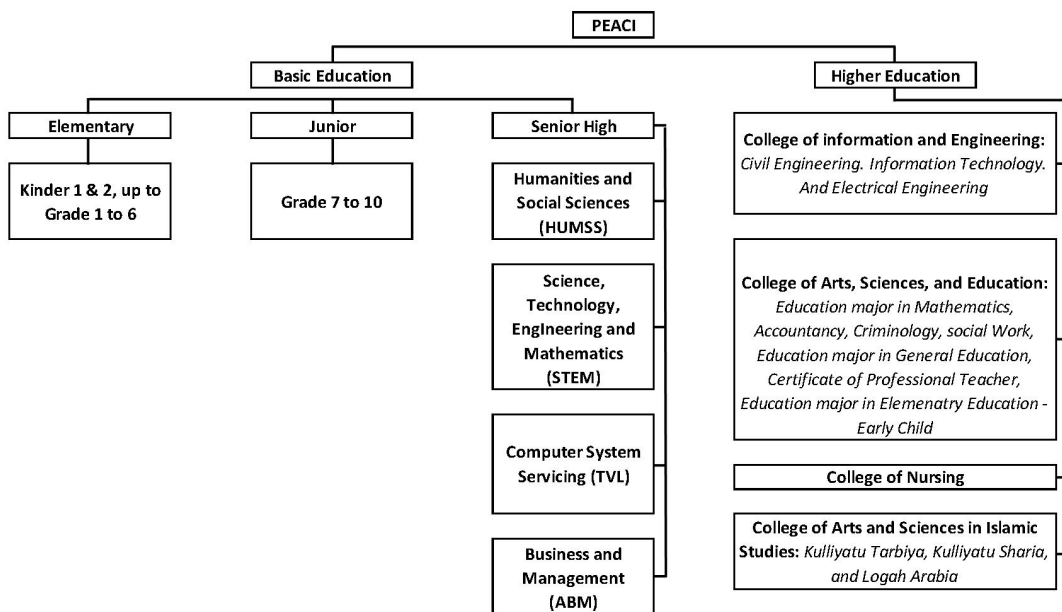 PEACI
Basic Education
Higher Education
Elementary
Junior
Senior High
Kinder 1 & 2, up to
Grade 1 to 6
Grade 7 to 10
Humanities and
Social Sciences
(HUMSS)
Science,
Technology,
EngIneering and
Mathematics
(STEM)
Computer System
Servicing (TVL)
Business and
Management
(ABM)
College of information and Engineering:
Civil Engineering. Information Technology.
And Electrical Engineering
College of Arts, Sciences, and Education:
Education major in Mathematics,
Accountancy, Criminology, social Work,
Education major in General Education,
Certificate of Professional Teacher,
Education major in Elemenatry Education -
Early Child
College of Nursing
College of Arts and Sciences in Islamic
Studies: Kulliyatu Tarbiya, Kulliyatu Sharia,
and Logah Arabia